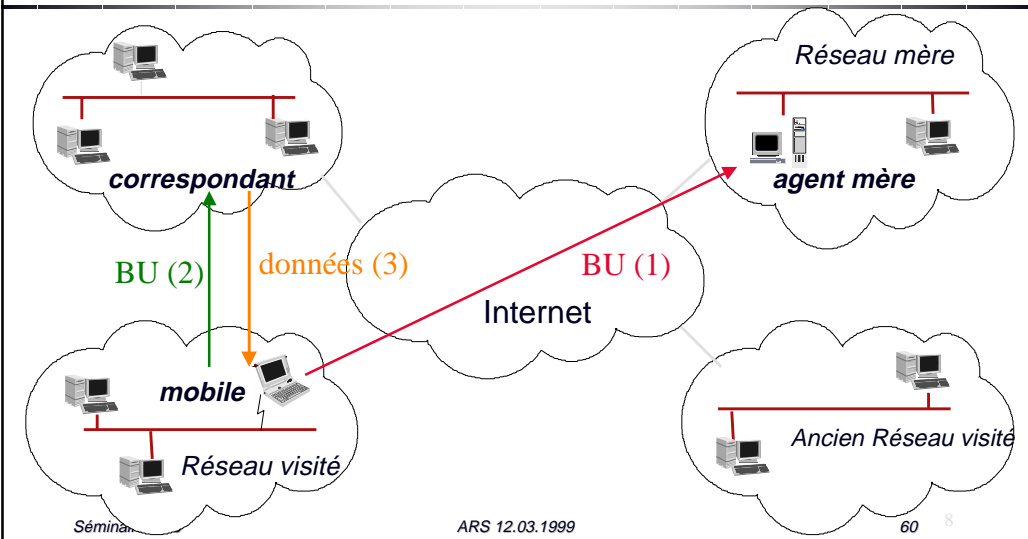 Réseau mère
correspondant
agent mère
BU (2)
données (3)
BU (1)
Internet
mobile
Réseau visité
Ancien Réseau visité
ARS 12.03.1999
60
8